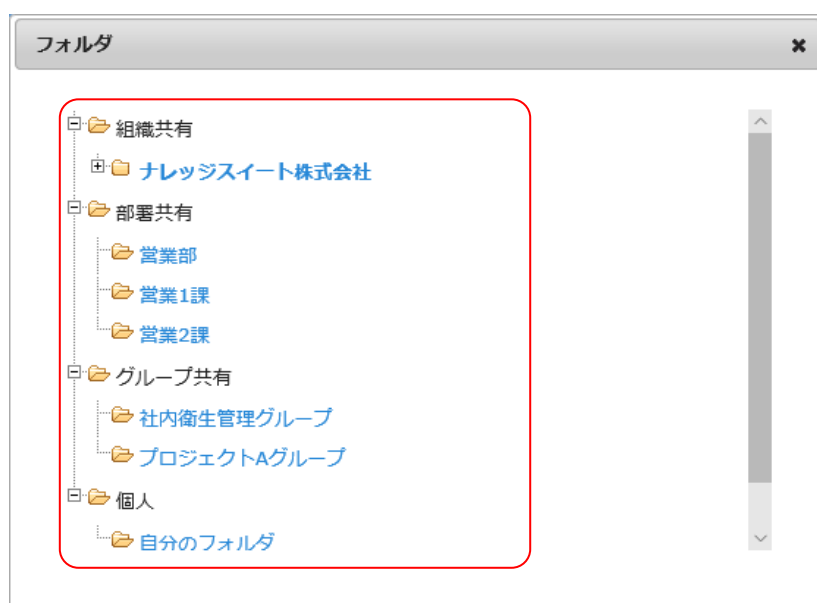 フォルダ
組織共有
ナレッジスイート株式会社
部署共有
営業部
営業1課
営業2課
グループ共有
社内衛生管理グループ
プロジェクトAグループ
個人
自分のフォルダ